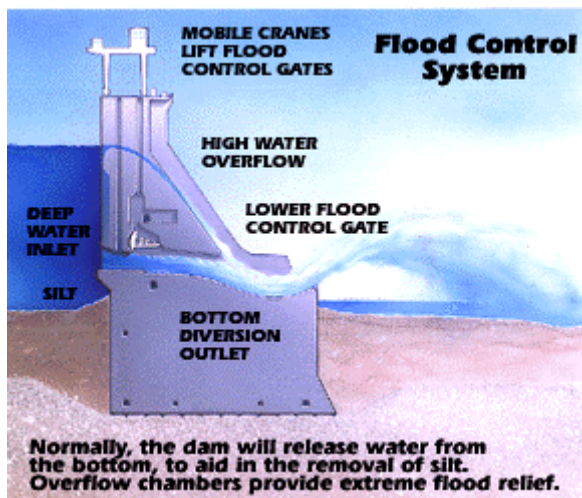 MOBILE CRANES
LIFT FLOOD
CONTROL GATES
Flood Control
System
HIGH WATER
OVERFLOW
DEEP
WATER
INLET
LOWER FLOOD
CONTROL GATE
SILT
BOTTOM
DIVERSION
OUTLET
Normally, the dam will release water from
the bottom, to aid in the removal of silt.
Overflow chambers provide extreme flood relief.